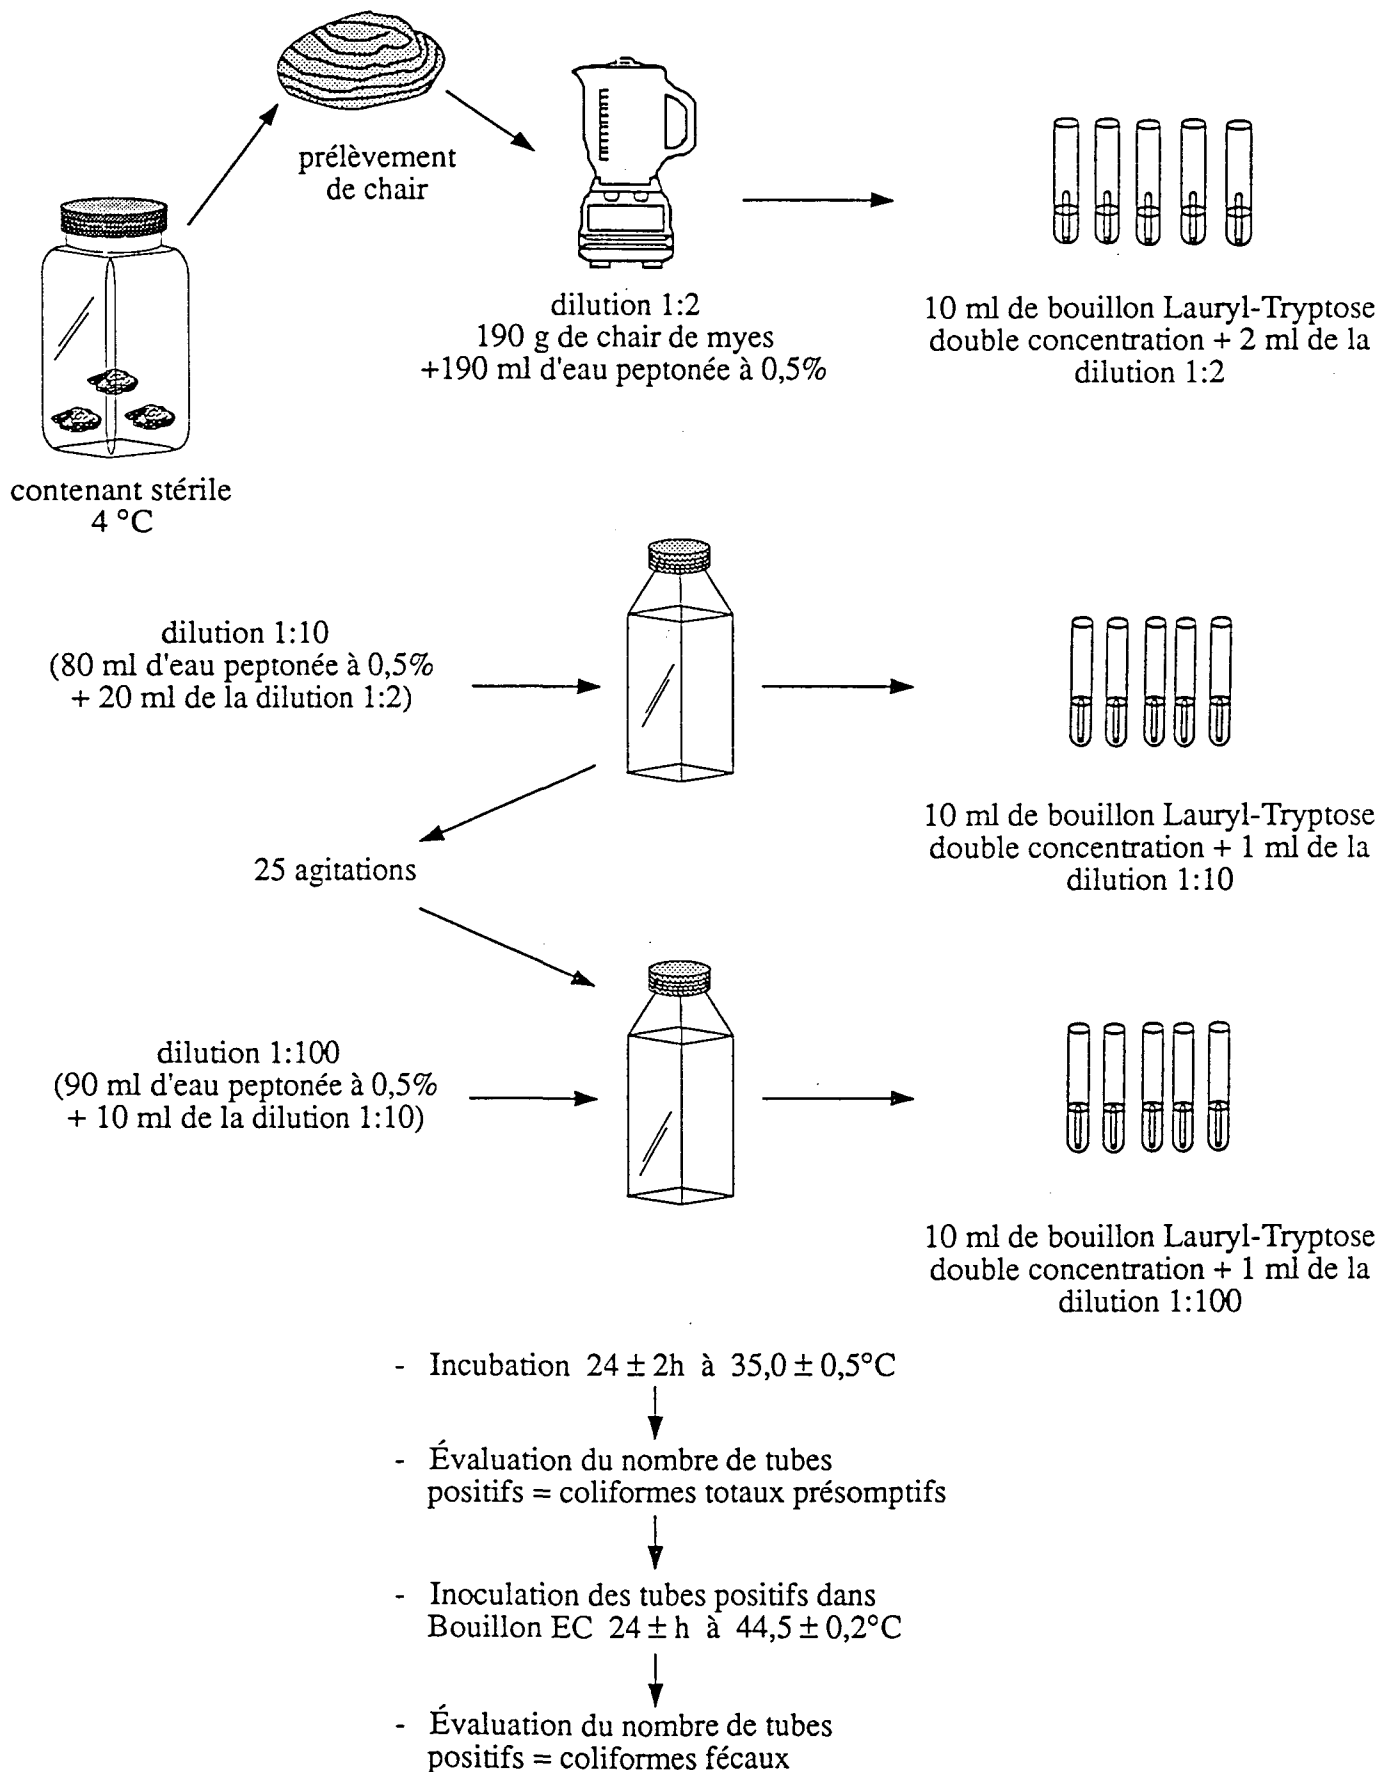 prélèvement
de chair
dilution 1:2
190 g de chair de myes
+190 ml d'eau peptonée à 0,5%
10 ml de bouillon Lauryl-Tryptose
double concentration + 2 ml de la
dilution 1:2
contenant stérile
4 °C
dilution 1:10
(80 ml d'eau peptonée à 0,5%
+ 20 ml de la dilution 1:2)
10 ml de bouillon Lauryl-Tryptose
double concentration + 1 ml de la
dilution 1:10
25 agitations
dilution 1:100
(90 ml d'eau peptonée à 0,5%
+ 10 ml de la dilution 1:10)
10 ml de bouillon Lauryl-Tryptose
double concentration + 1 ml de la
dilution 1:100
- Incubation 24 ± 2h à 35,0 ± 0,5°C
- Évaluation du nombre de tubes
positifs = coliformes totaux présomptifs
- Inoculation des tubes positifs dans
Bouillon EC 24 ± h à 44,5 ± 0,2°C
- Évaluation du nombre de tubes
positifs = coliformes fécaux